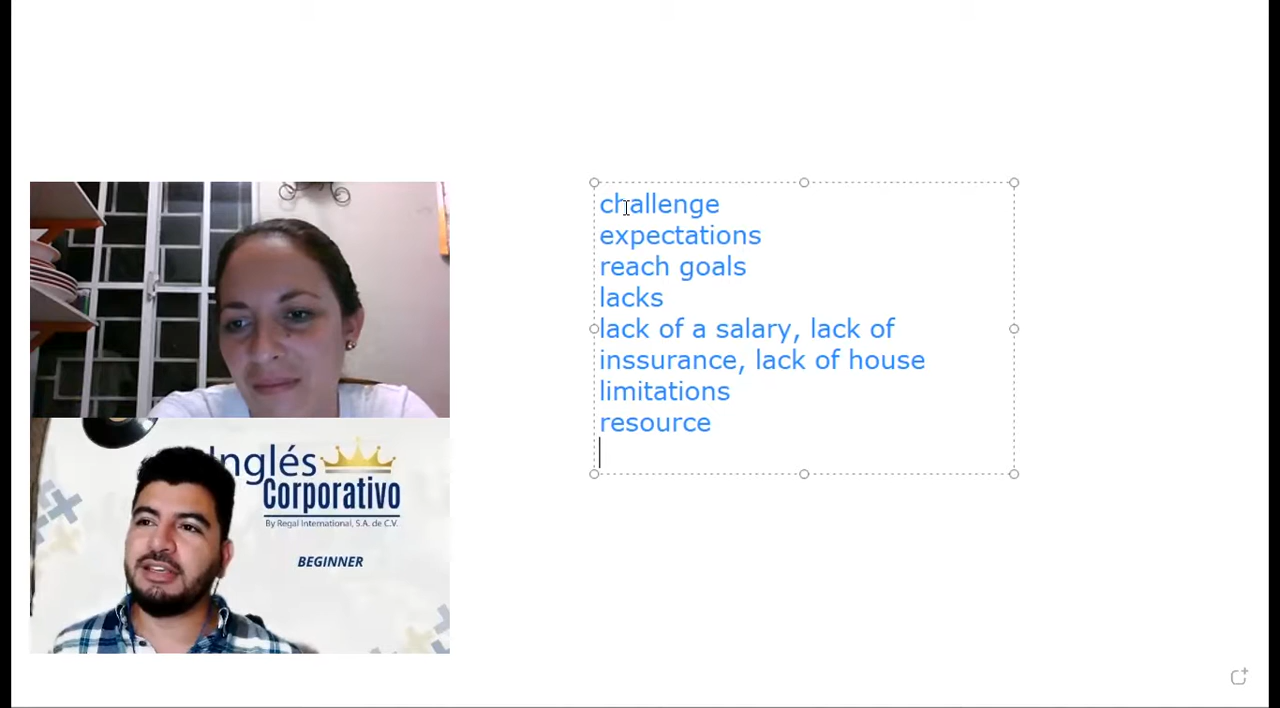 challenge
expectations
reach goals
lacks
lack of a salary, lack of
inssurance, lack of house
limitations
resource
Inglés
Corporativo
By Regal International, S.A. de C.V.
BEGINNER